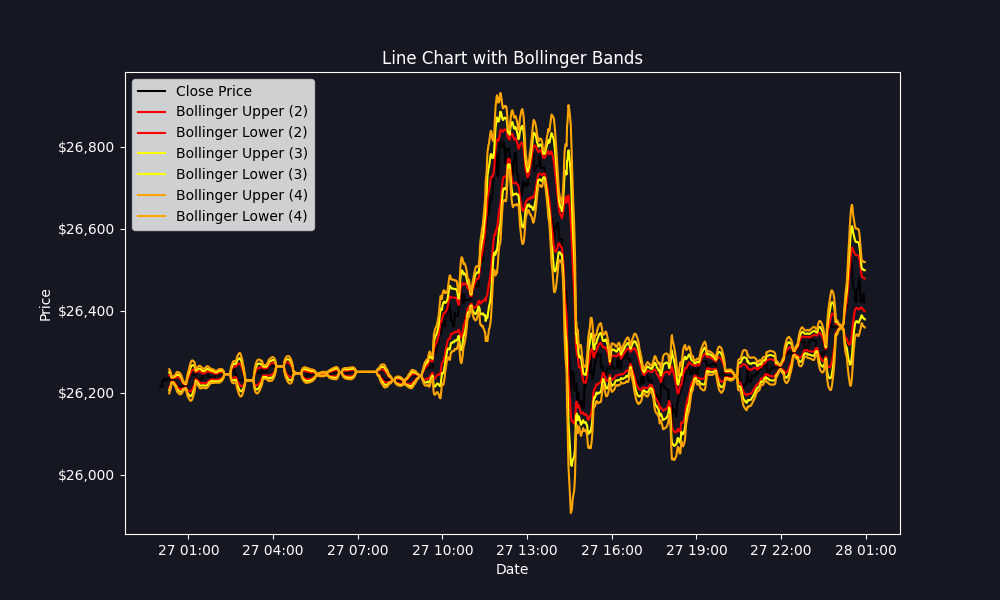 Line Chart with Bollinger Bands
Close Price
Bollinger Upper (2)
Bollinger Lower (2)
Bollinger Upper (3)
Bollinger Lower (3)
Bollinger Upper (4)
Bollinger Lower (4)
$26,800
$26,600
$26,400
$26,200
$26,000
Price
27 01:00 27 04:00 27 07:00 27 10:00 27 13:00 27 16:00 27 19:00 27 22:00 28 01:00
Date